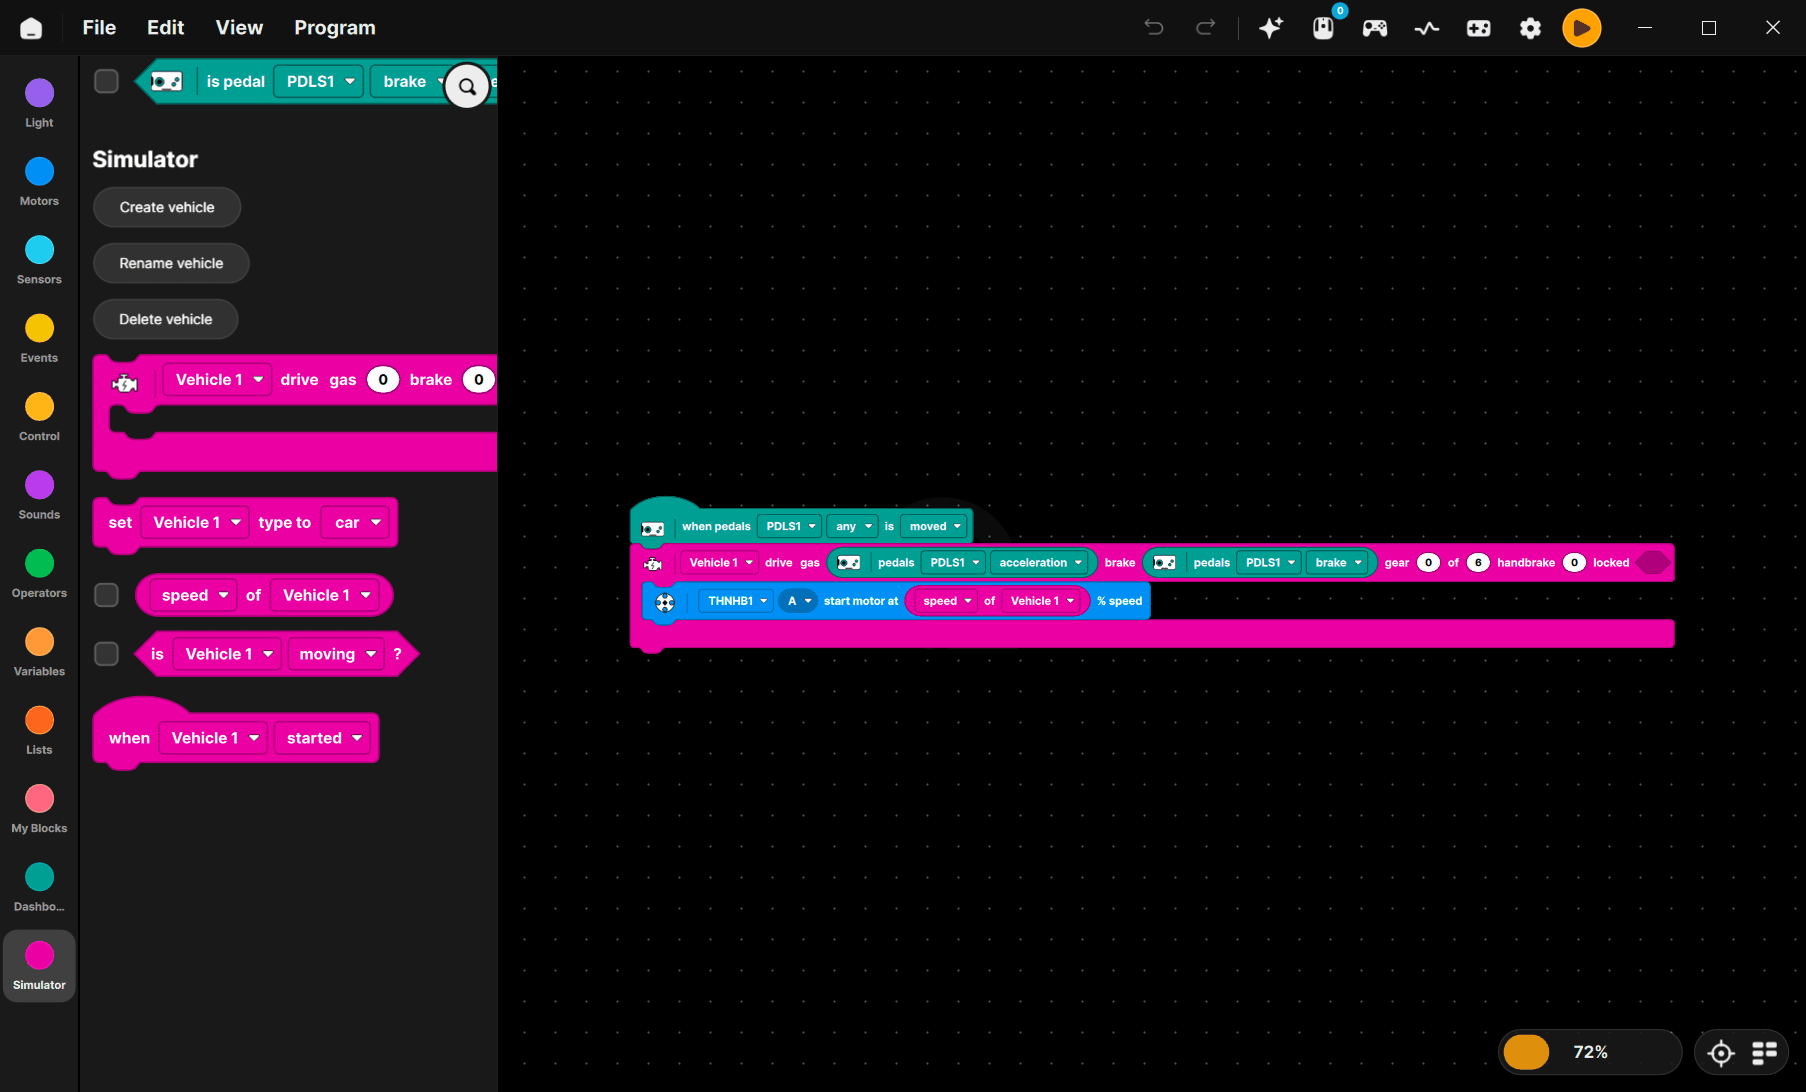 File Edit View Program
0
Light
Motors
Sensors
Events
Control
Sounds
Operators
Variables
Lists
My Blocks
Dashbo...
Simulator
is pedal PDLS1 brake
Simulator
Create vehicle
Rename vehicle
Delete vehicle
Vehicle 1 drive gas 0 brake 0
set Vehicle 1 type to car
speed of Vehicle 1
is Vehicle 1 moving ?
when Vehicle 1 started
when pedals PDLS1 any is moved
Vehicle 1 drive gas pedals PDLS1 acceleration brake pedals PDLS1 brake gear 0 of 6 handbrake 0 locked
THNHB1 A start motor at speed of Vehicle 1 % speed
72%